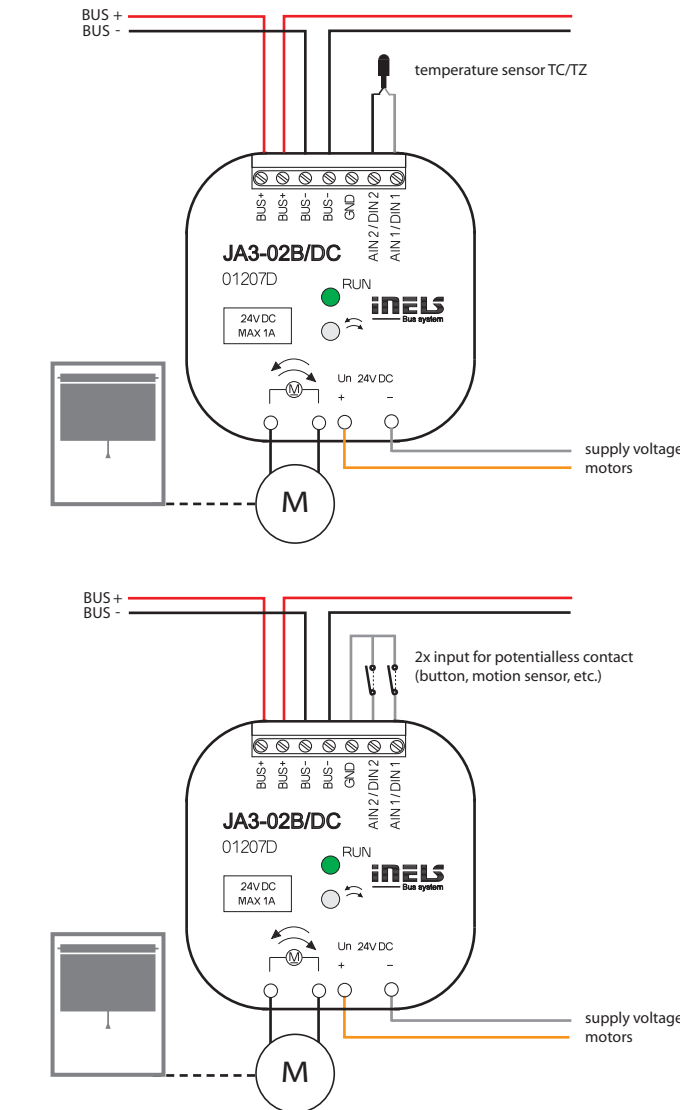 BUS +
BUS -
temperature sensor TC/TZ
BUS+
BUS+
BUS-
BUS-
GND
AIN 2 / DIN 2
AIN 1 / DIN 1
JA3-02B/DC
01207D
RUN
24V DC
MAX 1A
iNELS
Bus system
Un 24V DC
M
+ –
supply voltage
motors
M
BUS +
BUS -
2x input for potentialless contact
(button, motion sensor, etc.)
BUS+
BUS+
BUS-
BUS-
GND
AIN 2 / DIN 2
AIN 1 / DIN 1
JA3-02B/DC
01207D
RUN
24V DC
MAX 1A
iNELS
Bus system
Un 24V DC
M
+ –
supply voltage
motors
M